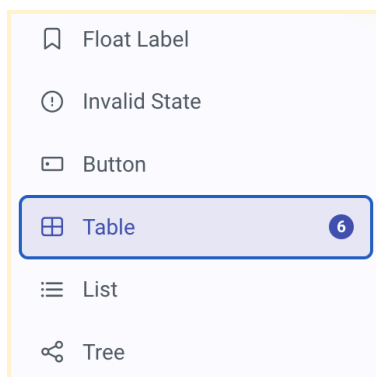 Float Label
Invalid State
Button
Table 6
List
Tree